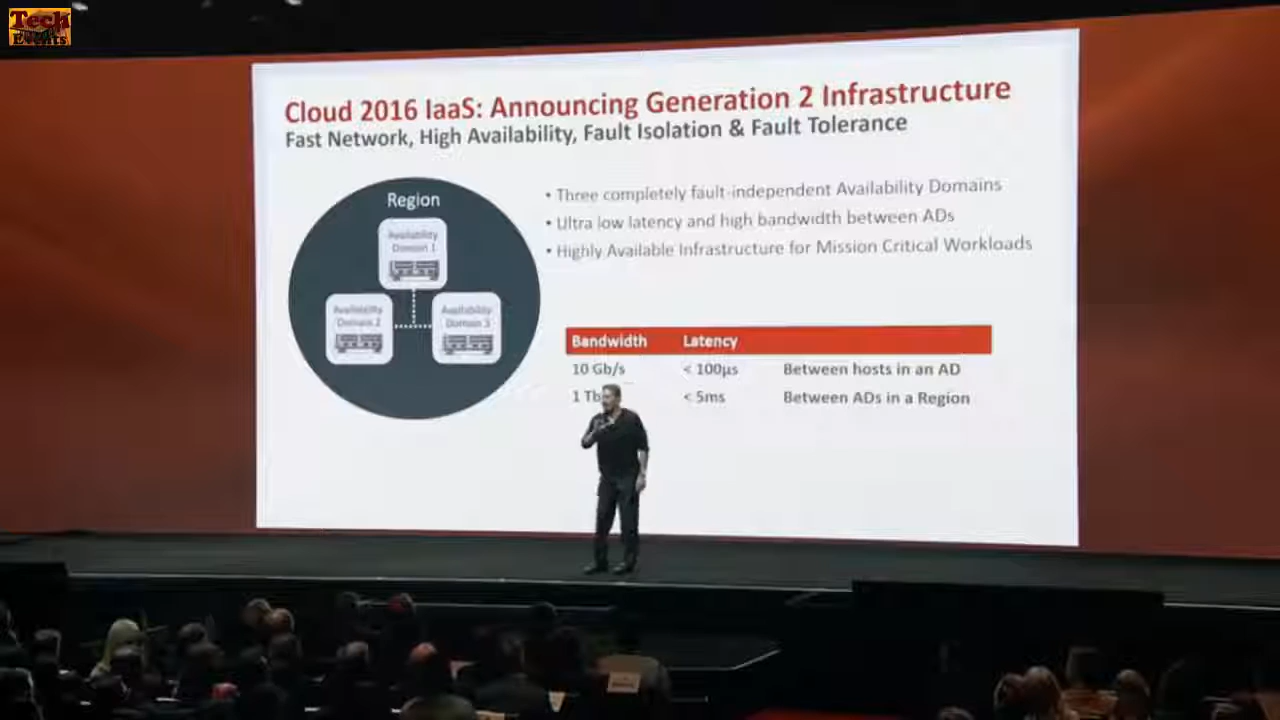 Tech
Events
Cloud 2016 IaaS: Announcing Generation 2 Infrastructure
Fast Network, High Availability, Fault Isolation & Fault Tolerance
Region
Availability
Domain 1
Availability
Domain 2
Availability
Domain 3
• Three completely fault-independent Availability Domains
• Ultra low latency and high bandwidth between ADs
• Highly Available Infrastructure for Mission Critical Workloads
Bandwidth Latency
10 Gb/s < 100µs Between hosts in an AD
1 Tb < 5ms Between ADs in a Region